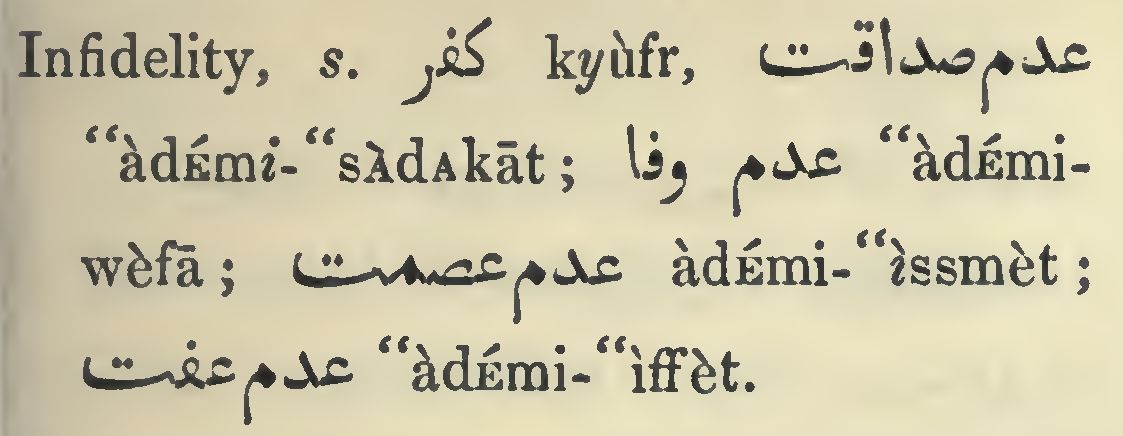 Infidelity, s. كفر kyùfr, عدم صداقت
“àdÉmi-“sÀdAkāt; عدم وفا “àdÉmi-
wèfā; عدم عصمت àdÉmi-“ìssmèt;
عدم عفت “àdÉmi-“ìffèt.